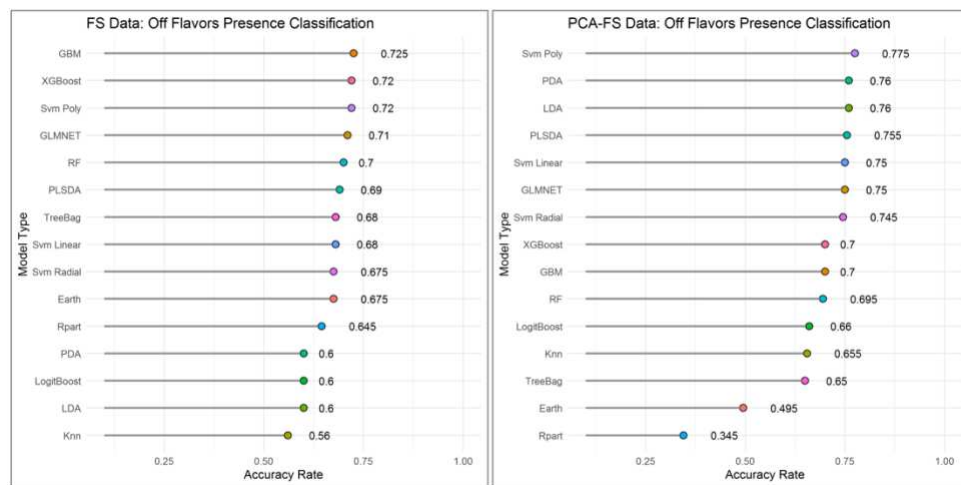 FS Data: Off Flavors Presence Classification
Model Type
GBM 0.725
XGBoost 0.72
Svm Poly 0.72
GLMNET 0.71
RF 0.7
PLSDA 0.69
TreeBag 0.68
Svm Linear 0.68
Svm Radial 0.675
Earth 0.675
Rpart 0.645
PDA 0.6
LogitBoost 0.6
LDA 0.6
Knn 0.56
0.25 0.50 0.75 1.00
Accuracy Rate
PCA-FS Data: Off Flavors Presence Classification
Model Type
Svm Poly 0.775
PDA 0.76
LDA 0.76
PLSDA 0.755
Svm Linear 0.75
GLMNET 0.75
Svm Radial 0.745
XGBoost 0.7
GBM 0.7
RF 0.695
LogitBoost 0.66
Knn 0.655
TreeBag 0.65
Earth 0.495
Rpart 0.345
0.25 0.50 0.75 1.00
Accuracy Rate